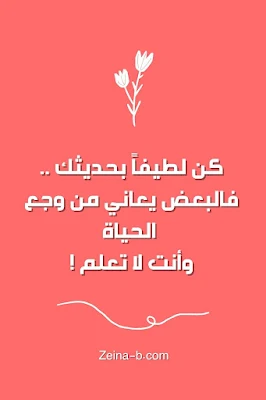 كن لطيفاً بحديثك ..
فالبعض يعاني من وجع
الحياة
وأنت لا تعلم !
Zeina-b.com